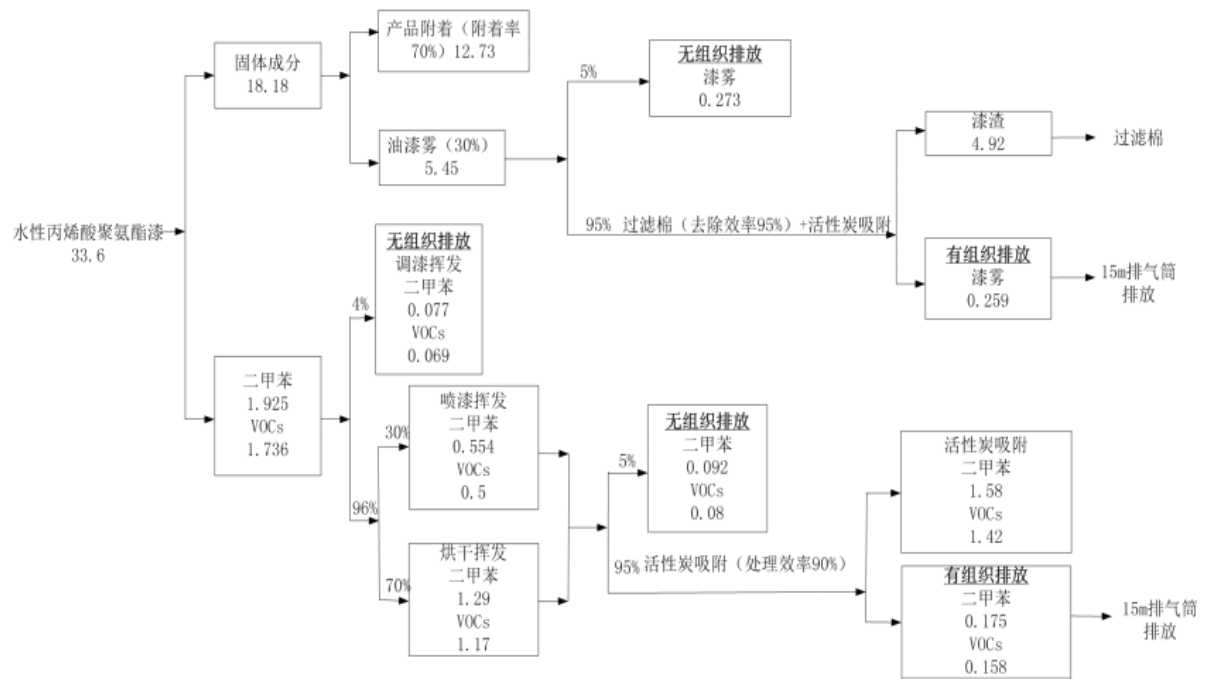 产品附着（附着率
70%）12.73
固体成分
18.18
无组织排放
漆雾
0.273
5%
油漆雾（30%）
5.45
漆渣
4.92
过滤棉
95% 过滤棉（去除效率95%）+活性炭吸附
有组织排放
漆雾
0.259
15m排气筒
排放
水性丙烯酸聚氨酯漆
33.6
无组织排放
调漆挥发
二甲苯
0.077
VOCs
0.069
4%
二甲苯
1.925
VOCs
1.736
喷漆挥发
二甲苯
0.554
VOCs
0.5
30%
96%
烘干挥发
二甲苯
1.29
VOCs
1.17
70%
无组织排放
二甲苯
0.092
VOCs
0.08
5%
95% 活性炭吸附（处理效率90%）
活性炭吸附
二甲苯
1.58
VOCs
1.42
有组织排放
二甲苯
0.175
VOCs
0.158
15m排气筒
排放